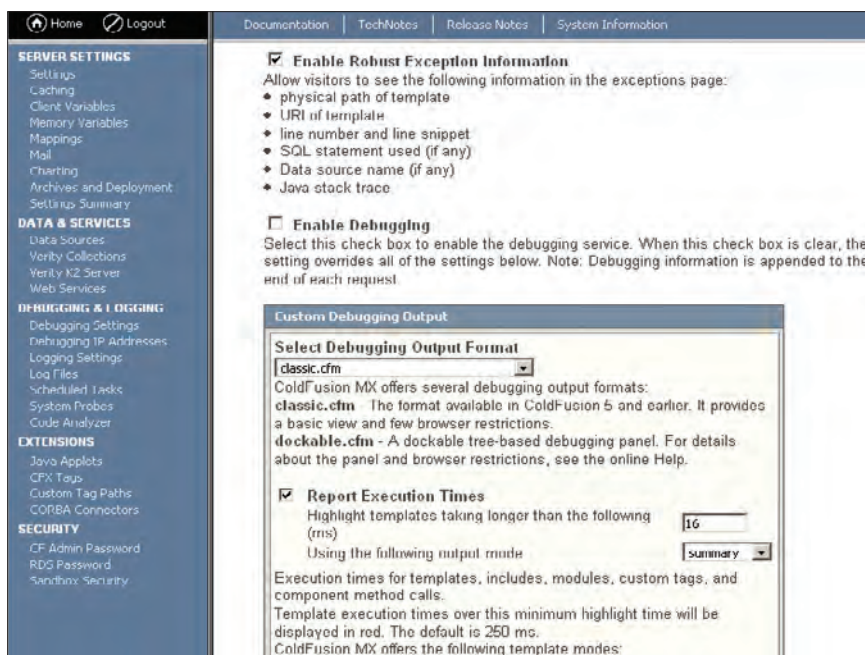 Home Logout
Documentation | TechNotes | Release Notes | System Information
SERVER SETTINGS
Settings
Caching
Client Variables
Memory Variables
Mappings
Mail
Charting
Archives and Deployment
Settings Summary
DATA & SERVICES
Data Sources
Verity Collections
Verity K2 Server
Web Services
DEBUGGING & LOGGING
Debugging Settings
Debugging IP Addresses
Logging Settings
Log Files
Scheduled Tasks
System Probes
Code Analyzer
EXTENSIONS
Java Applets
CFX Tags
Custom Tag Paths
CORBA Connectors
SECURITY
CF Admin Password
RDS Password
Sandbox Security
Enable Robust Exception Information
Allow visitors to see the following information in the exceptions page:
physical path of template
URI of template
line number and line snippet
SQL statement used (if any)
Data source name (if any)
Java stack trace
Enable Debugging
Select this check box to enable the debugging service. When this check box is clear, the
setting overrides all of the settings below. Note: Debugging information is appended to the
end of each request
Custom Debugging Output
Select Debugging Output Format
classic.cfm
ColdFusion MX offers several debugging output formats:
classic.cfm - The format available in ColdFusion 5 and earlier. It provides
a basic view and few browser restrictions.
dockable.cfm - A dockable tree-based debugging panel. For details
about the panel and browser restrictions, see the online Help.
Report Execution Times
Highlight templates taking longer than the following
(ms) 16
Using the following output mode summary
Execution times for templates, includes, modules, custom tags, and
component method calls.
Template execution times over this minimum highlight time will be
displayed in red. The default is 250 ms.
ColdFusion MX offers the following template modes: